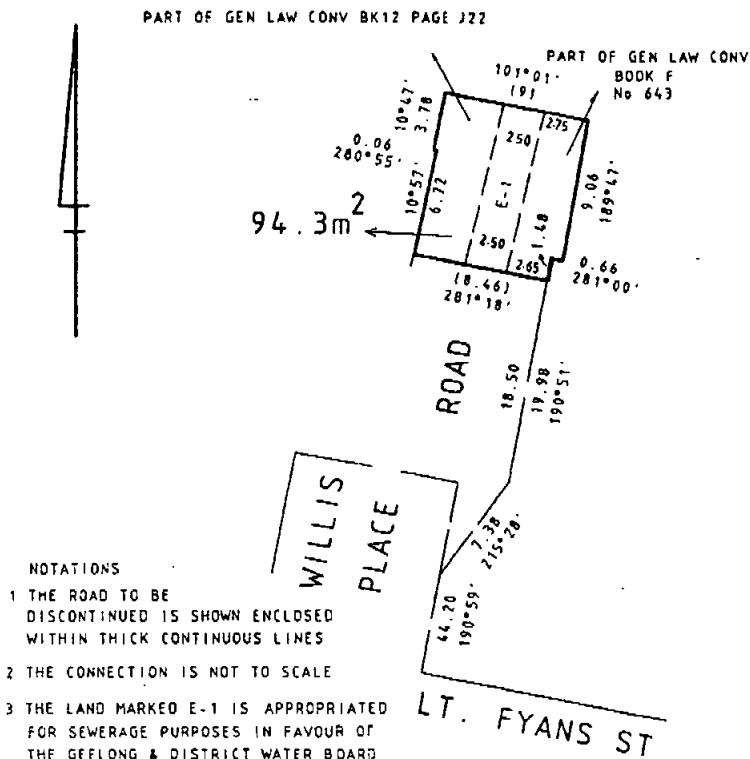 PART OF GEN LAW CONV BK12 PAGE 322
PART OF GEN LAW CONV
BOOK F
No 643
101°01'
(9)
10°47'
3.78
2.50
2.75
0.06
280°55'
10°57'
6.72
E-1
9.06
189°47'
94.3m²
2.50
1.48
2.65
0.66
281°00'
(8.46)
281°18'
ROAD
18.50
19.98
190°51'
WILLIS
PLACE
7.38
215°28'
44.20
190°59'
LT. FYANS ST
NOTATIONS
1 THE ROAD TO BE
DISCONTINUED IS SHOWN ENCLOSED
WITHIN THICK CONTINUOUS LINES
2 THE CONNECTION IS NOT TO SCALE
3 THE LAND MARKED E-1 IS APPROPRIATED
FOR SEWERAGE PURPOSES IN FAVOUR OF
THE GEELONG & DISTRICT WATER BOARD